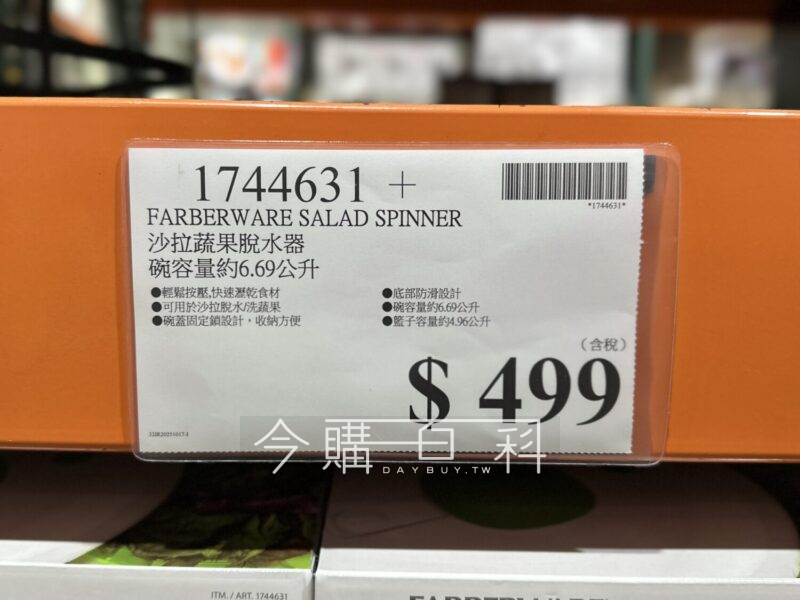 1744631 +
*1744631*
FARBERWARE SALAD SPINNER
沙拉蔬果脫水器
碗容量約6.69公升
●輕鬆按壓,快速瀝乾食材
●可用於沙拉脫水/洗蔬果
●碗蓋固定鎖設計，收納方便
●底部防滑設計
●碗容量約6.69公升
●籃子容量約4.96公升
（含稅）
$ 499
今購百科
DAYBUY.TW
ITM. / ART. 1744631
FARBERWARE